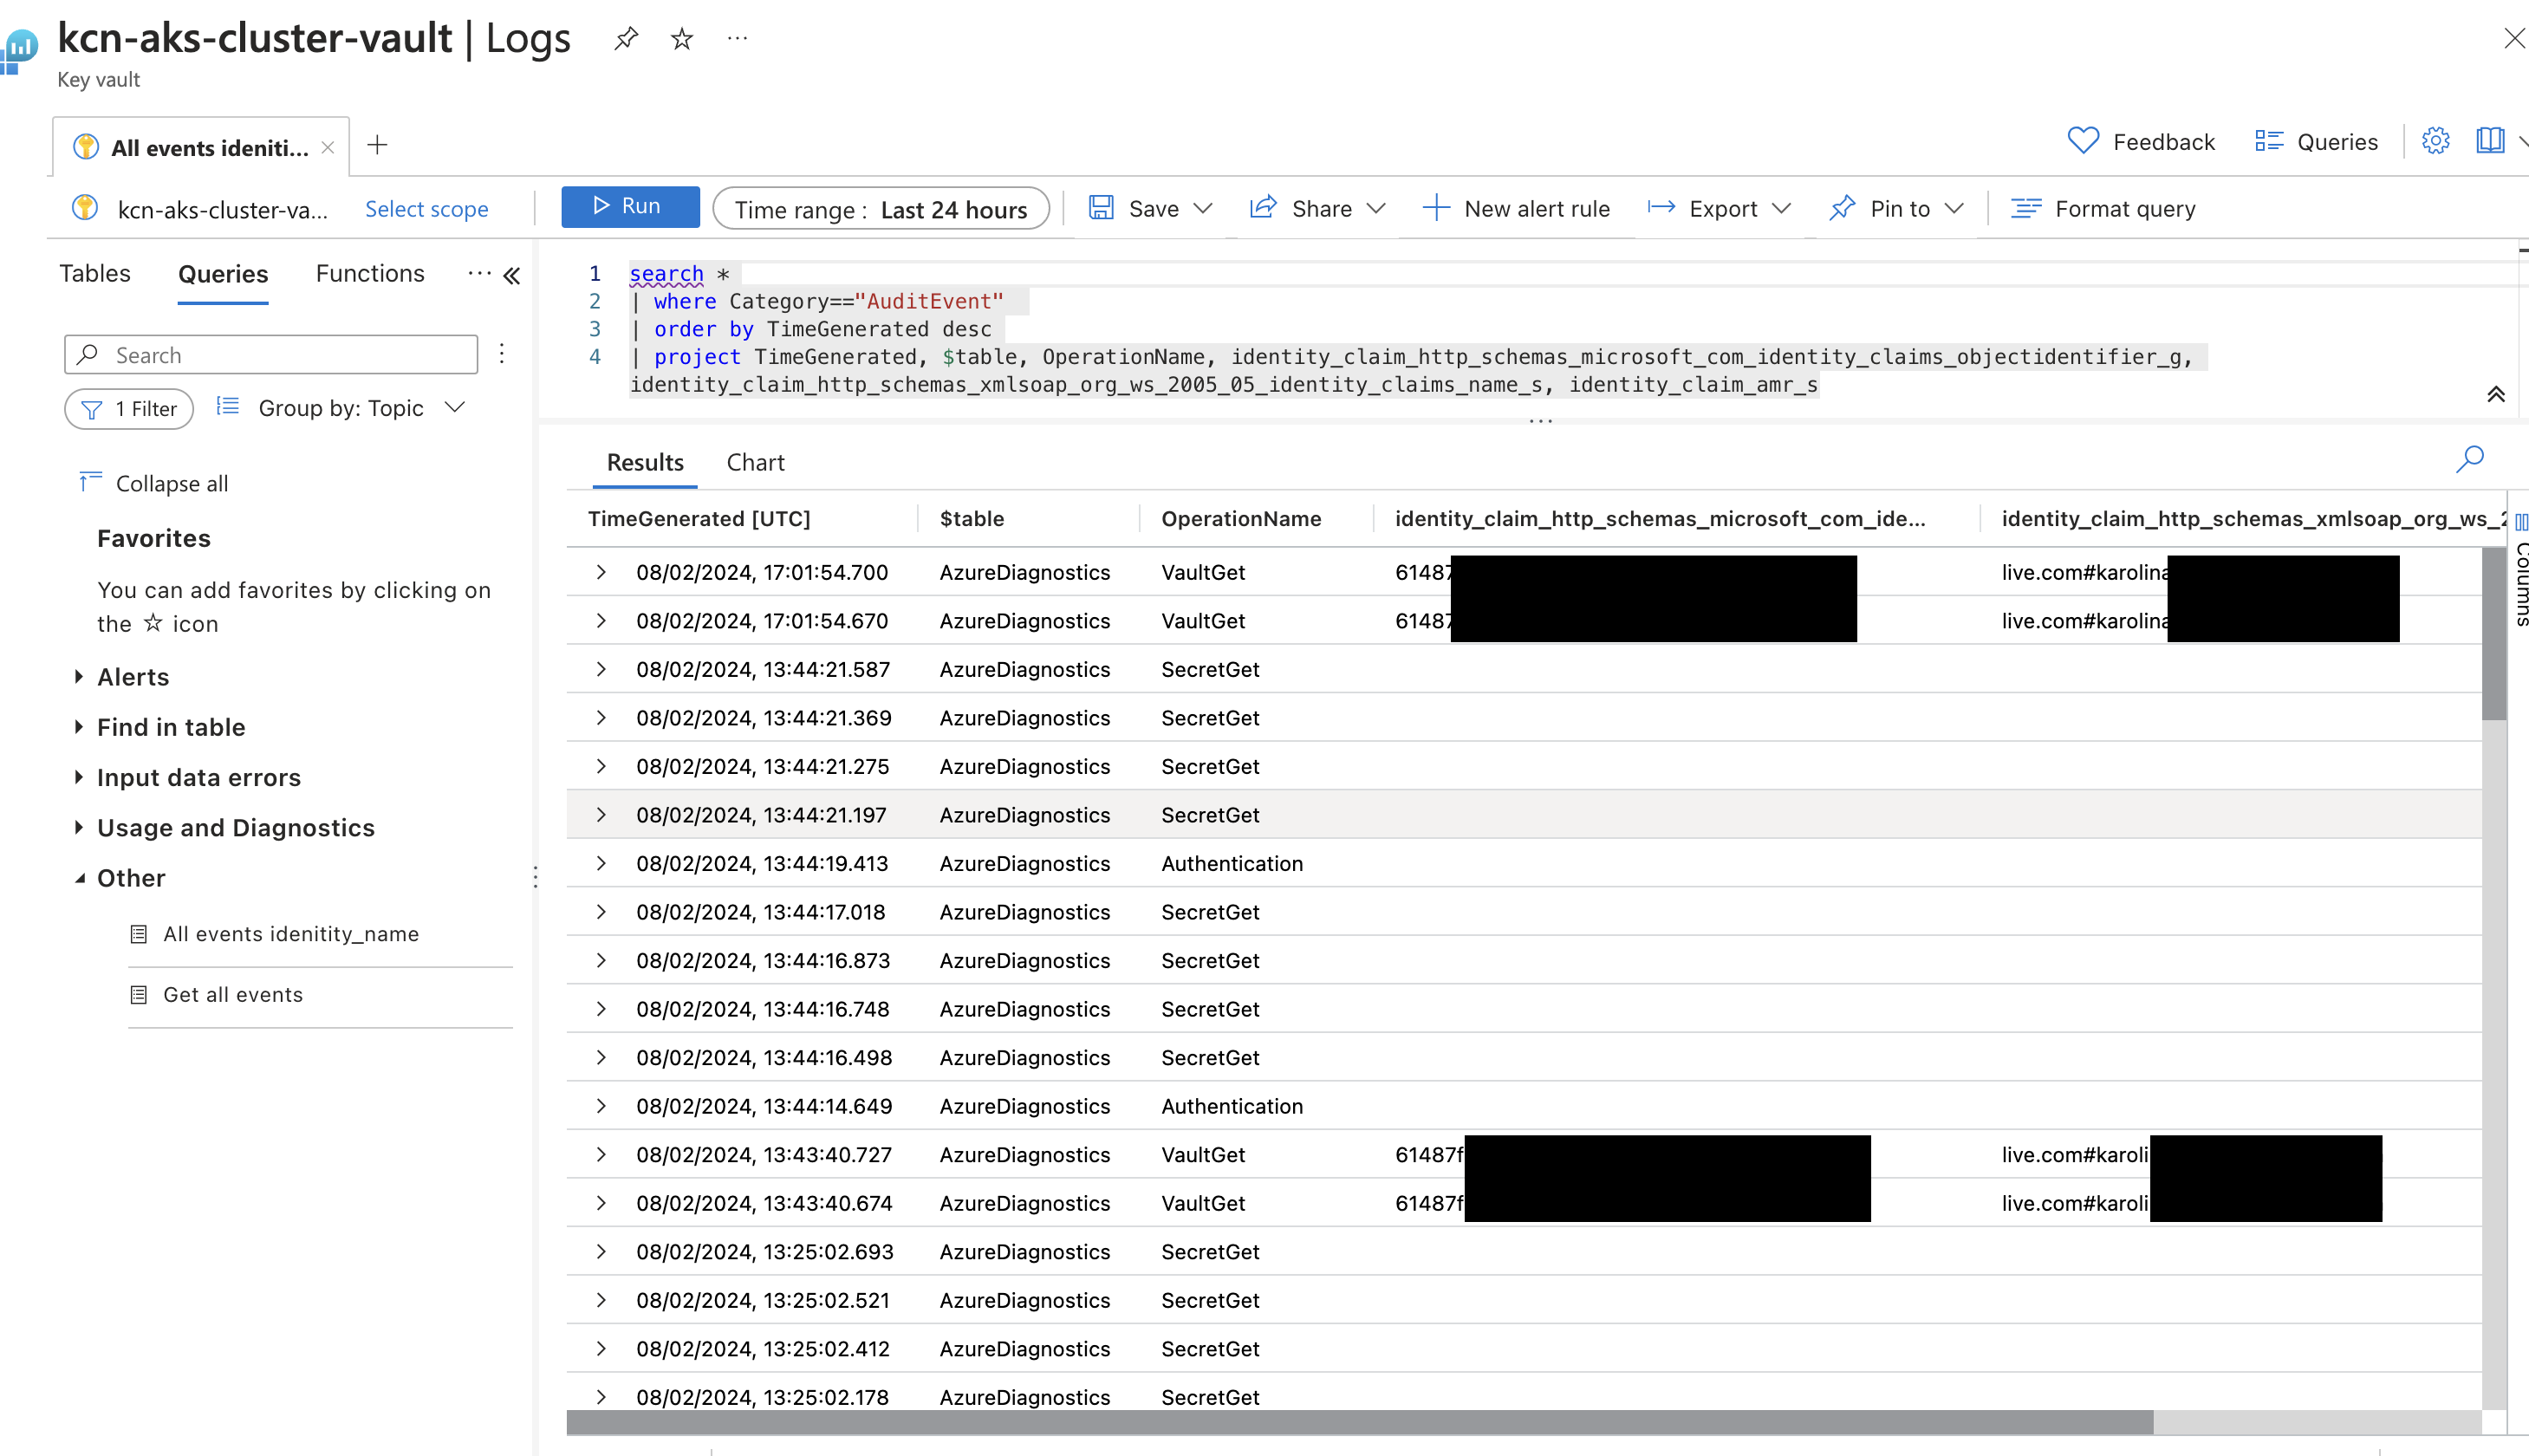 kcn-aks-cluster-vault | Logs
Key vault
All events ideniti...
Feedback
Queries
kcn-aks-cluster-va...
Select scope
Run
Time range : Last 24 hours
Save
Share
New alert rule
Export
Pin to
Format query
Tables
Queries
Functions
Search
1 Filter
Group by: Topic
Collapse all
Favorites
You can add favorites by clicking on
the ☆ icon
Alerts
Find in table
Input data errors
Usage and Diagnostics
Other
All events idenitity_name
Get all events
1 search *
2 | where Category=="AuditEvent"
3 | order by TimeGenerated desc
4 | project TimeGenerated, $table, OperationName, identity_claim_http_schemas_microsoft_com_identity_claims_objectidentifier_g,
identity_claim_http_schemas_xmlsoap_org_ws_2005_05_identity_claims_name_s, identity_claim_amr_s
Results
Chart
TimeGenerated [UTC] $table OperationName identity_claim_http_schemas_microsoft_com_ide... identity_claim_http_schemas_xmlsoap_org_ws_2
08/02/2024, 17:01:54.700 AzureDiagnostics VaultGet 61487 live.com#karolina
08/02/2024, 17:01:54.670 AzureDiagnostics VaultGet 61487 live.com#karolina
08/02/2024, 13:44:21.587 AzureDiagnostics SecretGet
08/02/2024, 13:44:21.369 AzureDiagnostics SecretGet
08/02/2024, 13:44:21.275 AzureDiagnostics SecretGet
08/02/2024, 13:44:21.197 AzureDiagnostics SecretGet
08/02/2024, 13:44:19.413 AzureDiagnostics Authentication
08/02/2024, 13:44:17.018 AzureDiagnostics SecretGet
08/02/2024, 13:44:16.873 AzureDiagnostics SecretGet
08/02/2024, 13:44:16.748 AzureDiagnostics SecretGet
08/02/2024, 13:44:16.498 AzureDiagnostics SecretGet
08/02/2024, 13:44:14.649 AzureDiagnostics Authentication
08/02/2024, 13:43:40.727 AzureDiagnostics VaultGet 61487f live.com#karoli
08/02/2024, 13:43:40.674 AzureDiagnostics VaultGet 61487f live.com#karoli
08/02/2024, 13:25:02.693 AzureDiagnostics SecretGet
08/02/2024, 13:25:02.521 AzureDiagnostics SecretGet
08/02/2024, 13:25:02.412 AzureDiagnostics SecretGet
08/02/2024, 13:25:02.178 AzureDiagnostics SecretGet
Columns